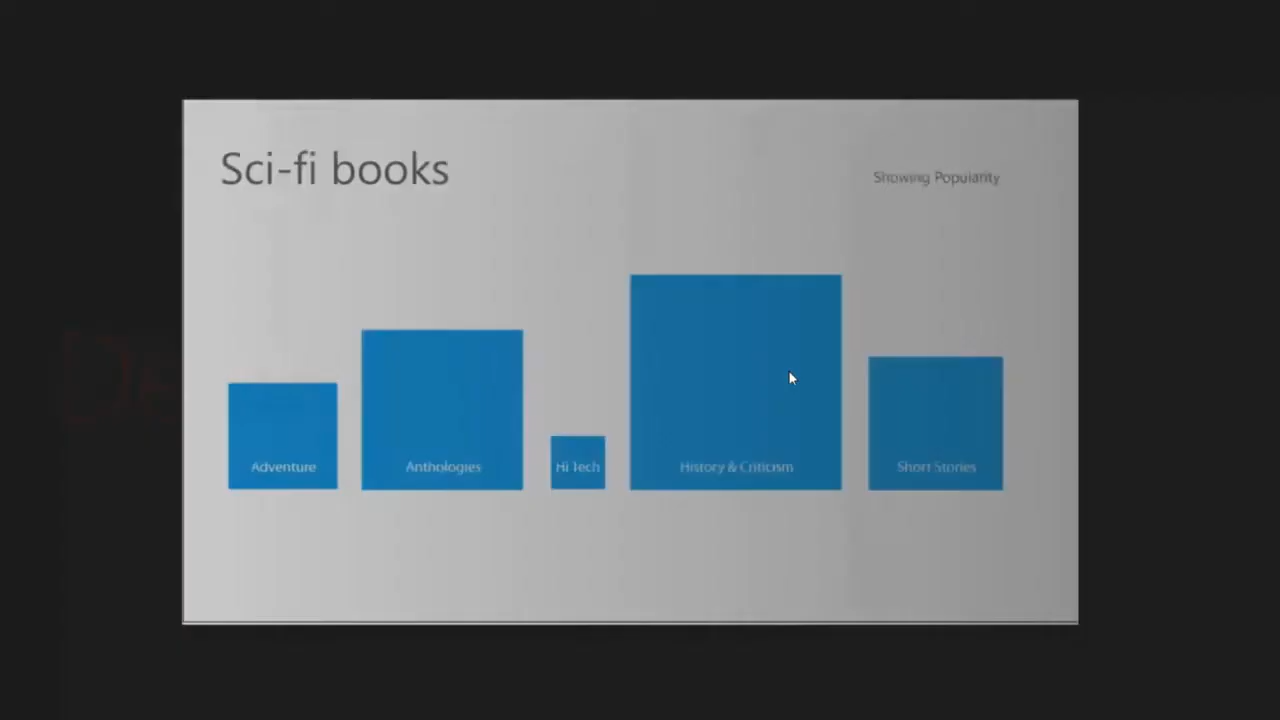 Sci-fi books
Showing Popularity
Adventure
Anthologies
Hi Tech
History & Criticism
Short Stories